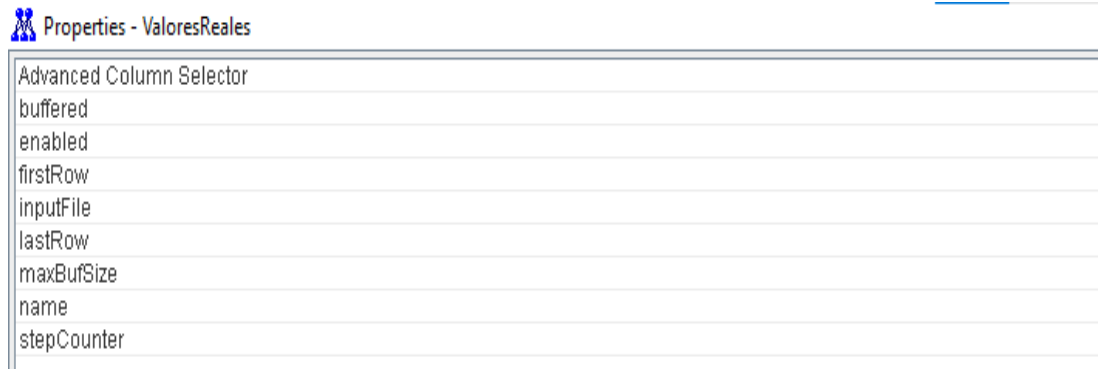 Properties - ValoresReales
Advanced Column Selector
buffered
enabled
firstRow
inputFile
lastRow
maxBufSize
name
stepCounter